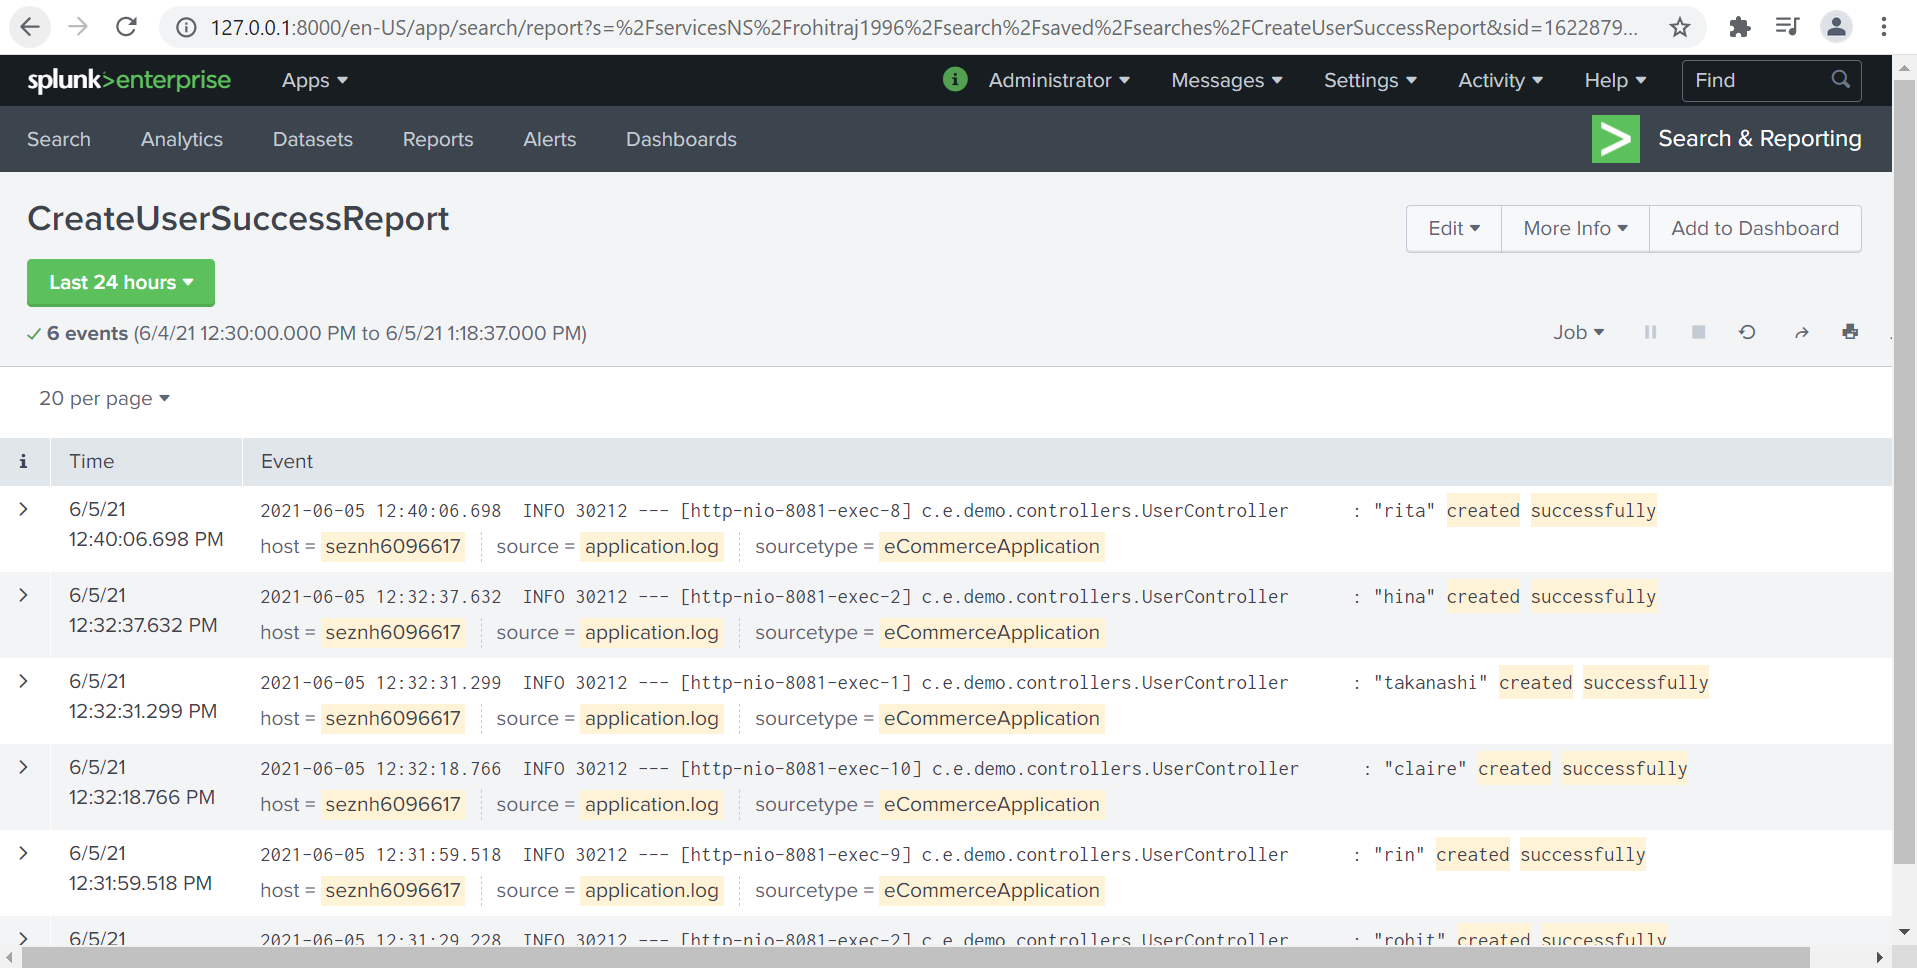 127.0.0.1:8000/en-US/app/search/report?s=%2FservicesNS%2Frohitraj1996%2Fsearch%2Fsaved%2Fsearches%2FCreateUserSuccessReport&sid=1622879...
splunk>enterprise Apps i Administrator Messages Settings Activity Help Find
Search Analytics Datasets Reports Alerts Dashboards > Search & Reporting
CreateUserSuccessReport
Edit More Info Add to Dashboard
Last 24 hours
✓ 6 events (6/4/21 12:30:00.000 PM to 6/5/21 1:18:37.000 PM)
Job
20 per page
i Time Event
6/5/21 2021-06-05 12:40:06.698 INFO 30212 --- [http-nio-8081-exec-8] c.e.demo.controllers.UserController : "rita" created successfully
12:40:06.698 PM host = seznh6096617 source = application.log sourcetype = eCommerceApplication
6/5/21 2021-06-05 12:32:37.632 INFO 30212 --- [http-nio-8081-exec-2] c.e.demo.controllers.UserController : "hina" created successfully
12:32:37.632 PM host = seznh6096617 source = application.log sourcetype = eCommerceApplication
6/5/21 2021-06-05 12:32:31.299 INFO 30212 --- [http-nio-8081-exec-1] c.e.demo.controllers.UserController : "takanashi" created successfully
12:32:31.299 PM host = seznh6096617 source = application.log sourcetype = eCommerceApplication
6/5/21 2021-06-05 12:32:18.766 INFO 30212 --- [http-nio-8081-exec-10] c.e.demo.controllers.UserController : "claire" created successfully
12:32:18.766 PM host = seznh6096617 source = application.log sourcetype = eCommerceApplication
6/5/21 2021-06-05 12:31:59.518 INFO 30212 --- [http-nio-8081-exec-9] c.e.demo.controllers.UserController : "rin" created successfully
12:31:59.518 PM host = seznh6096617 source = application.log sourcetype = eCommerceApplication
6/5/21 2021-06-05 12:31:29.228 INFO 30212 --- [http-nio-8081-exec-2] c.e.demo.controllers.UserController : "rohit" created successfully